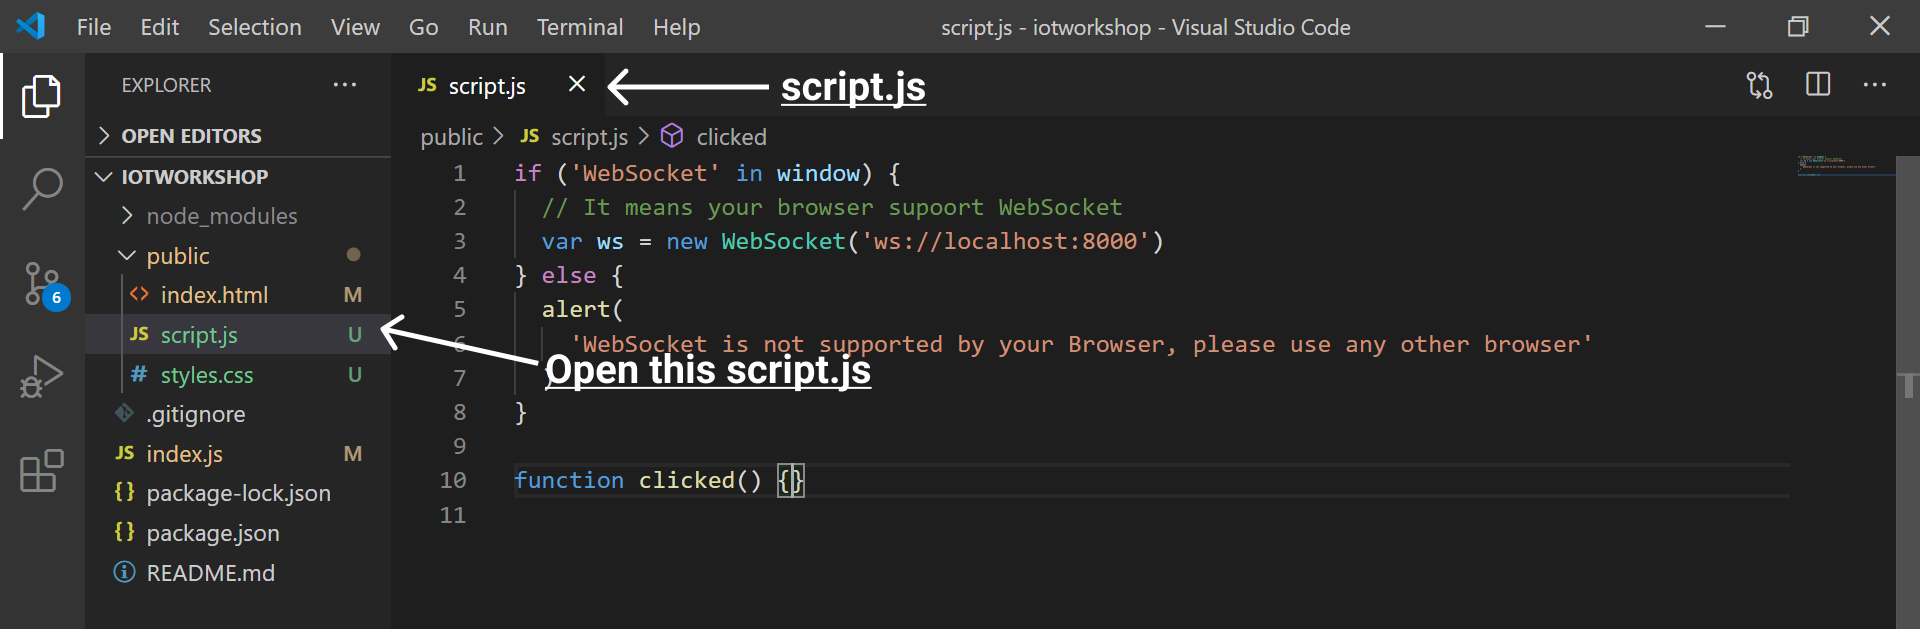 File Edit Selection View Go Run Terminal Help script.js - iotworkshop - Visual Studio Code
EXPLORER
OPEN EDITORS
IOTWORKSHOP
node_modules
public
index.html M
JS script.js U
# styles.css U
.gitignore
JS index.js M
{} package-lock.json
{} package.json
README.md
6
JS script.js
script.js
public > JS script.js > clicked
1 if ('WebSocket' in window) {
2 // It means your browser supoort WebSocket
3 var ws = new WebSocket('ws://localhost:8000')
4 } else {
5 alert(
6 'WebSocket is not supported by your Browser, please use any other browser'
7 )
8 }
9
10 function clicked() {}
11
Open this script.js